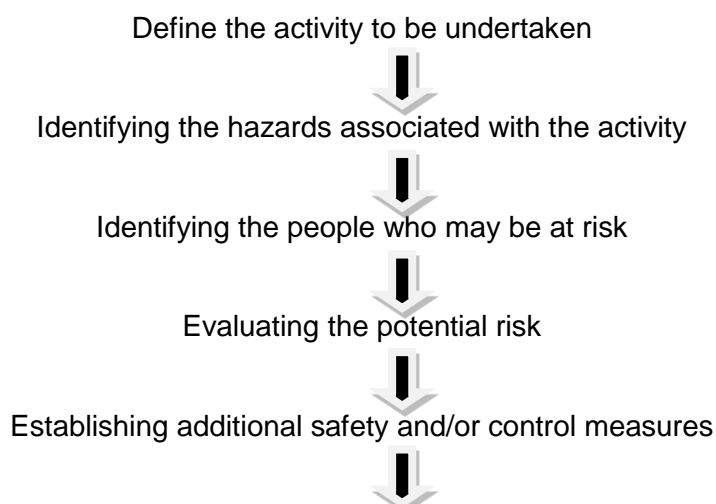 Define the activity to be undertaken
Identifying the hazards associated with the activity
Identifying the people who may be at risk
Evaluating the potential risk
Establishing additional safety and/or control measures